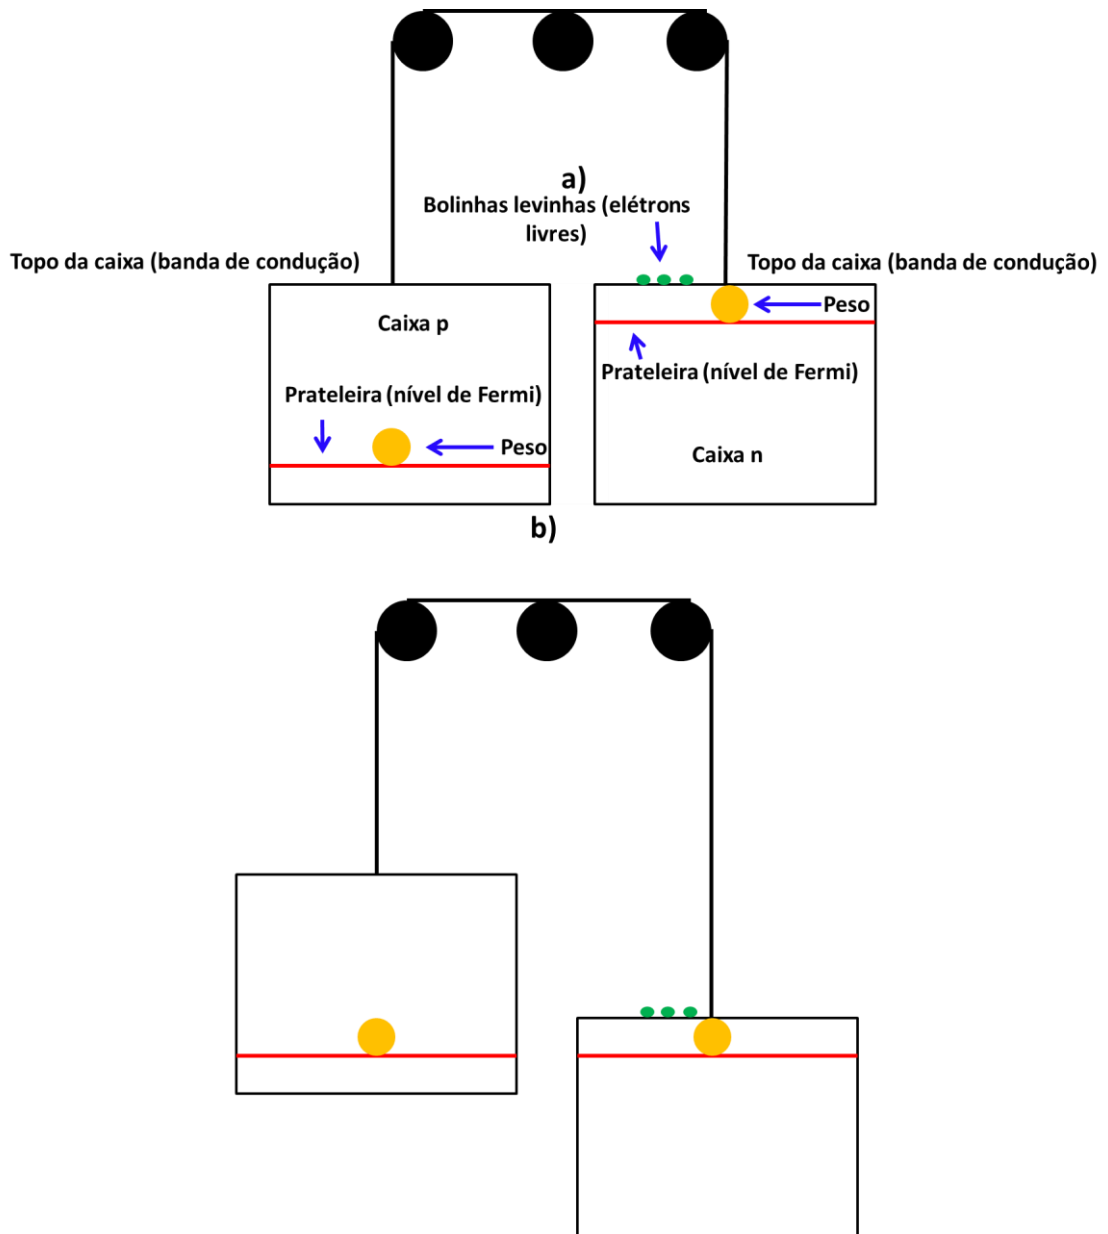 a)
Bolinhas levinhas (elétrons
livres)
Topo da caixa (banda de condução)
Topo da caixa (banda de condução)
Caixa p
Peso
Prateleira (nível de Fermi)
Prateleira (nível de Fermi)
Peso
Caixa n
b)